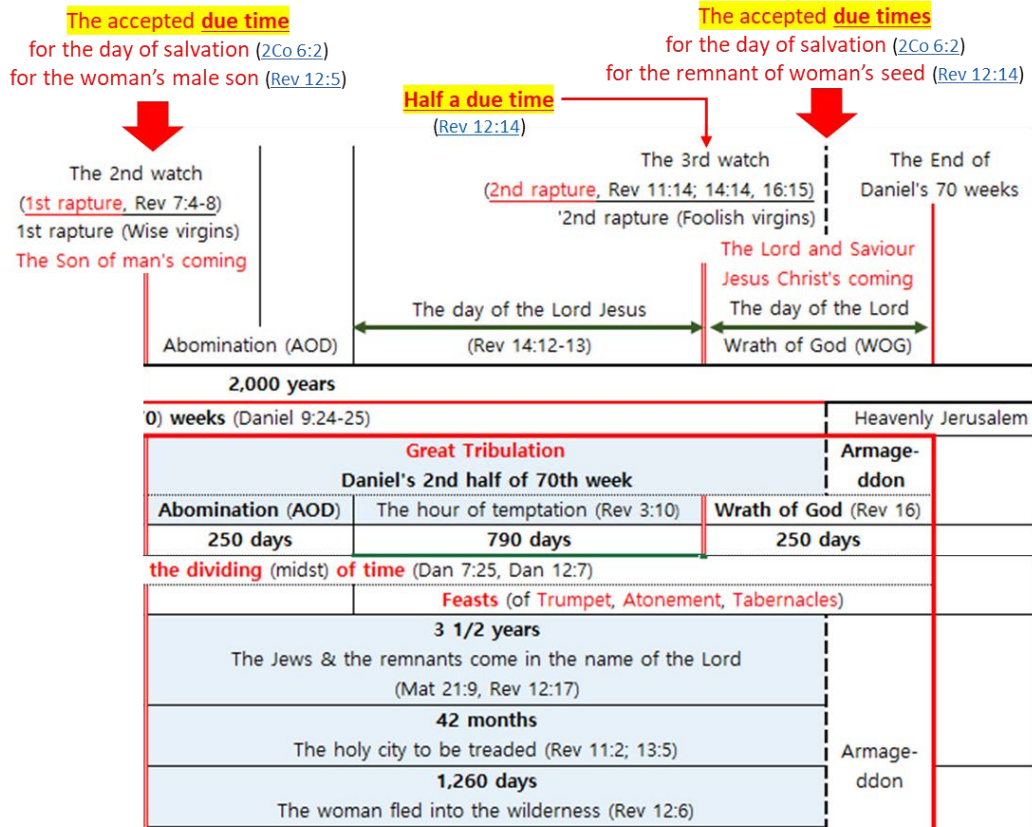 The accepted due time
for the day of salvation (2Co 6:2)
for the woman's male son (Rev 12:5)
The accepted due times
for the day of salvation (2Co 6:2)
for the remnant of woman's seed (Rev 12:14)
Half a due time
(Rev 12:14)
The 2nd watch
(1st rapture, Rev 7:4-8)
1st rapture (Wise virgins)
The Son of man's coming
The 3rd watch
(2nd rapture, Rev 11:14; 14:14, 16:15)
'2nd rapture (Foolish virgins)
The End of
Daniel's 70 weeks
The Lord and Saviour
Jesus Christ's coming
Abomination (AOD)
The day of the Lord Jesus
(Rev 14:12-13)
The day of the Lord
Wrath of God (WOG)
2,000 years
0) weeks (Daniel 9:24-25)
Heavenly Jerusalem
Great Tribulation
Daniel's 2nd half of 70th week
Armage-
ddon
Abomination (AOD)
The hour of temptation (Rev 3:10)
Wrath of God (Rev 16)
250 days
790 days
250 days
the dividing (midst) of time (Dan 7:25, Dan 12:7)
Feasts (of Trumpet, Atonement, Tabernacles)
3 1/2 years
The Jews & the remnants come in the name of the Lord
(Mat 21:9, Rev 12:17)
42 months
The holy city to be treaded (Rev 11:2; 13:5)
1,260 days
The woman fled into the wilderness (Rev 12:6)
Armage-
ddon